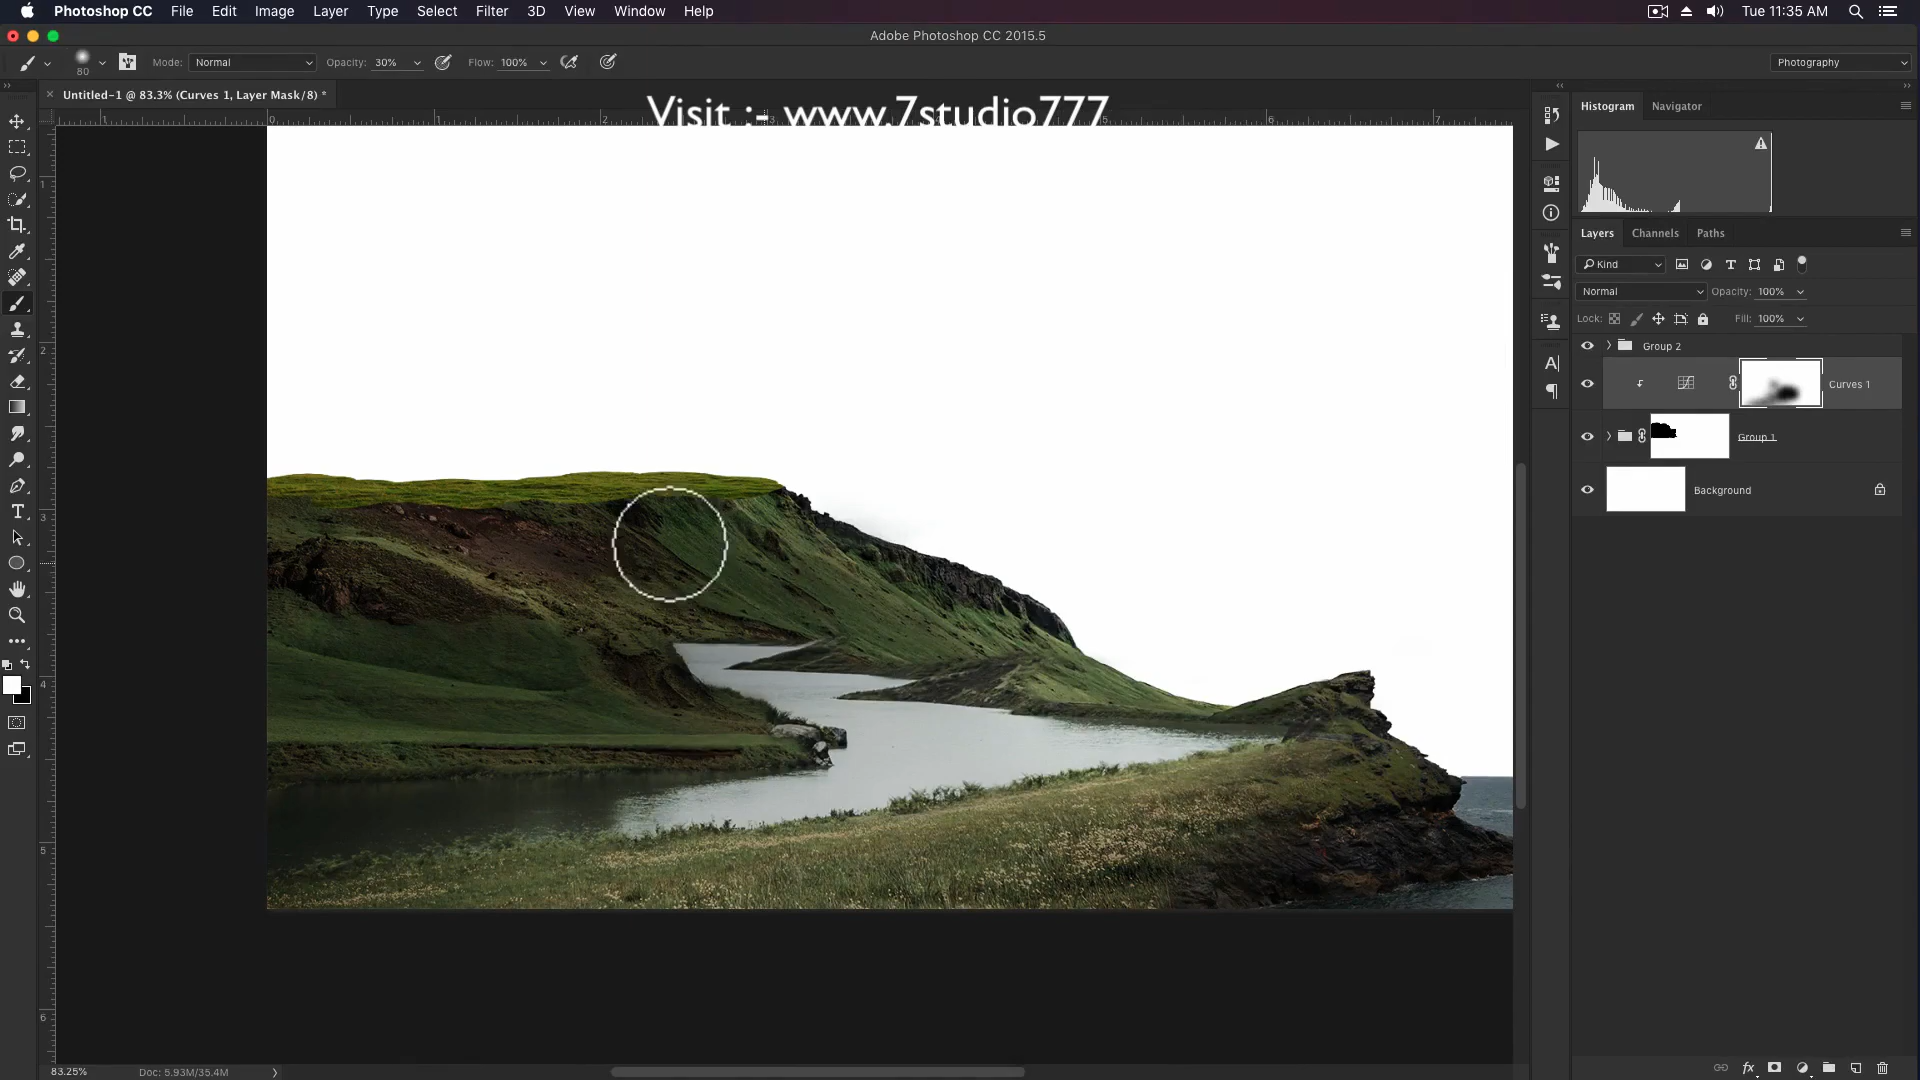 Photoshop CC File Edit Image Layer Type Select Filter 3D View Window Help Tue 11:35 AM
Adobe Photoshop CC 2015.5
80 Mode: Normal Opacity: 30% Flow: 100% Photography
Untitled-1 @ 83.3% (Curves 1, Layer Mask/8) *
Visit :- www.7studio777
Histogram Navigator
Layers Channels Paths
Kind
Normal Opacity: 100%
Lock: Fill: 100%
Group 2
Curves 1
Group 1
Background
83.25% Doc: 5.93M/35.4M